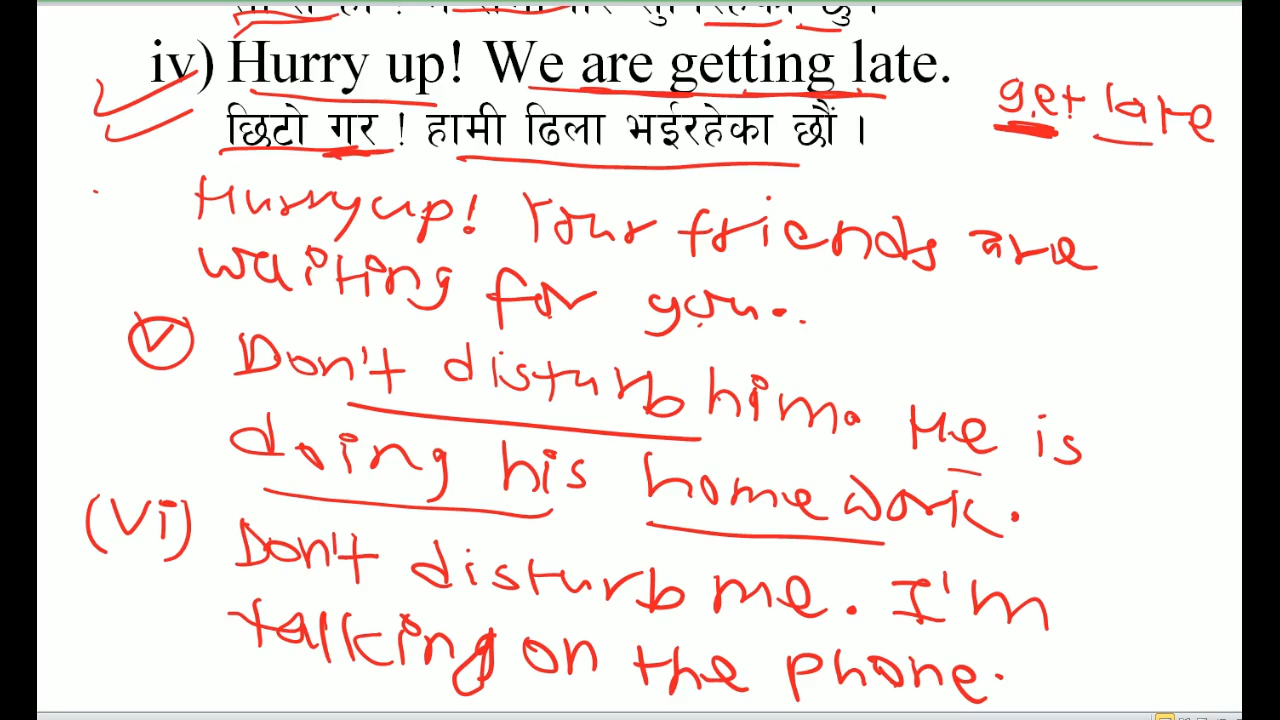 iv) Hurry up! We are getting late.
get late
छिटो गर ! हामी ढिला भईरहेका छौं ।
Hurry up! Your friends are
waiting for you..
v Don't disturb him. He is
doing his homework.
(vi) Don't disturb me. I'm
talking on the phone.